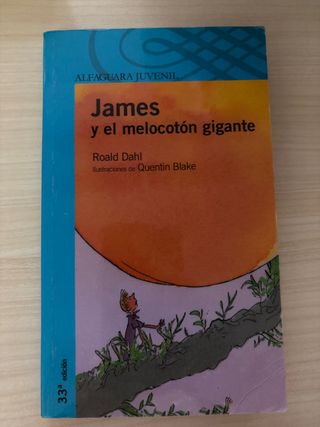 ALFAGUARA JUVENIL
James
y el melocotón gigante
Roald Dahl
Ilustraciones de Quentin Blake
33ª edición